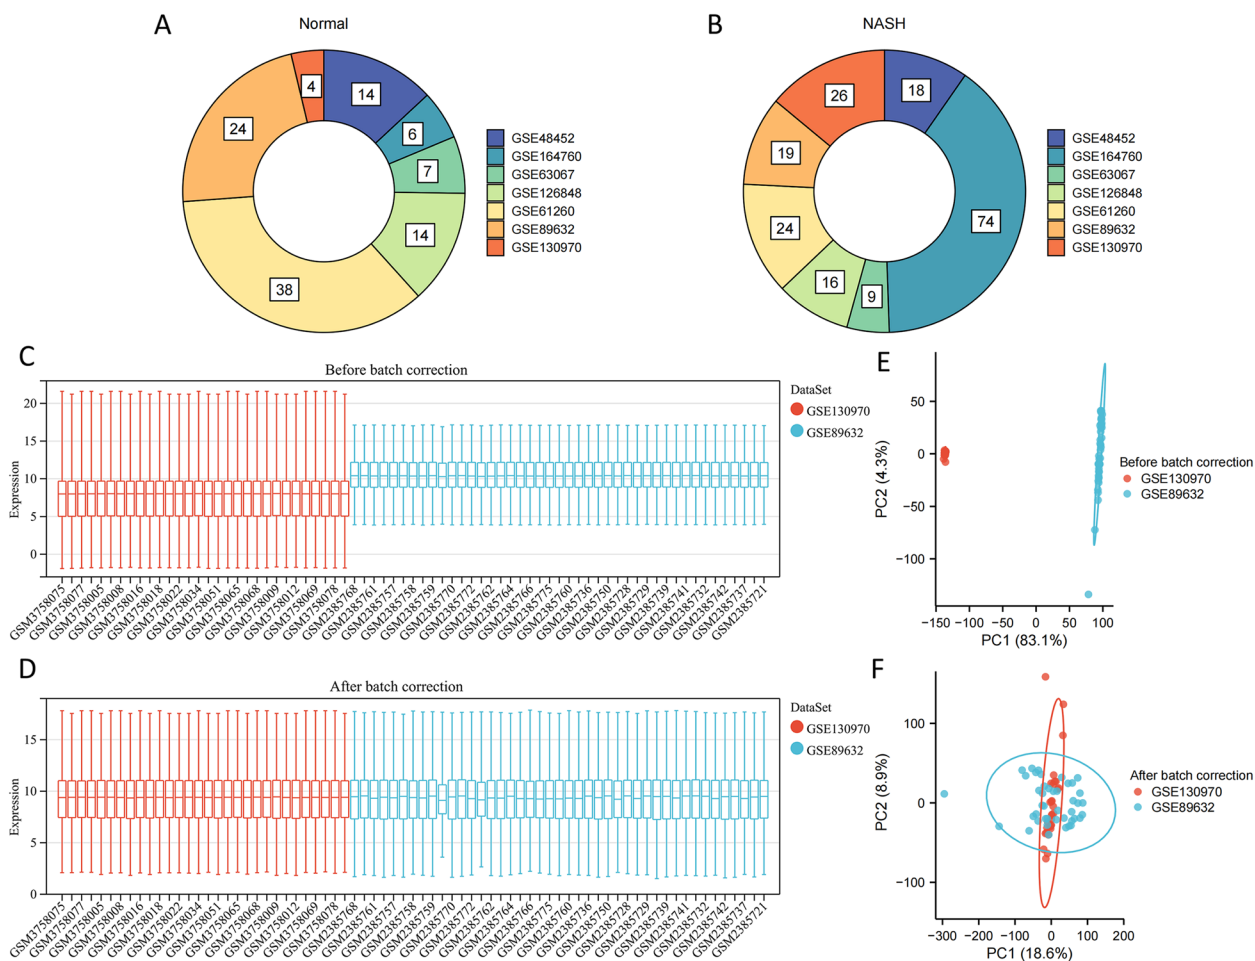 A
Normal
4
14
6
7
14
38
24
GSE48452
GSE164760
GSE63067
GSE126848
GSE61260
GSE89632
GSE130970
B
NASH
26
18
19
24
16
9
74
GSE48452
GSE164760
GSE63067
GSE126848
GSE61260
GSE89632
GSE130970
C
Before batch correction
Expression
20
15
10
5
0
GSM3758075
GSM3758077
GSM3758005
GSM3758008
GSM3758016
GSM3758018
GSM3758022
GSM3758034
GSM3758051
GSM3758065
GSM3758068
GSM3758009
GSM3758012
GSM3758069
GSM3758078
GSM2385768
GSM2385761
GSM2385757
GSM2385758
GSM2385759
GSM2385770
GSM2385772
GSM2385762
GSM2385764
GSM2385766
GSM2385775
GSM2385760
GSM2385736
GSM2385750
GSM2385728
GSM2385729
GSM2385739
GSM2385741
GSM2385732
GSM2385742
GSM2385737
GSM2385721
DataSet
GSE130970
GSE89632
E
PC2 (4.3%)
50
0
−50
−100
−150 −100 −50 0 50 100
PC1 (83.1%)
Before batch correction
GSE130970
GSE89632
D
After batch correction
Expression
15
10
5
0
GSM3758075
GSM3758077
GSM3758005
GSM3758008
GSM3758016
GSM3758018
GSM3758022
GSM3758034
GSM3758051
GSM3758065
GSM3758068
GSM3758009
GSM3758012
GSM3758069
GSM3758078
GSM2385768
GSM2385761
GSM2385757
GSM2385758
GSM2385759
GSM2385770
GSM2385772
GSM2385762
GSM2385764
GSM2385766
GSM2385775
GSM2385760
GSM2385736
GSM2385750
GSM2385728
GSM2385729
GSM2385739
GSM2385741
GSM2385732
GSM2385742
GSM2385737
GSM2385721
DataSet
GSE130970
GSE89632
F
PC2 (8.9%)
100
0
−100
−300 −200 −100 0 100 200
PC1 (18.6%)
After batch correction
GSE130970
GSE89632